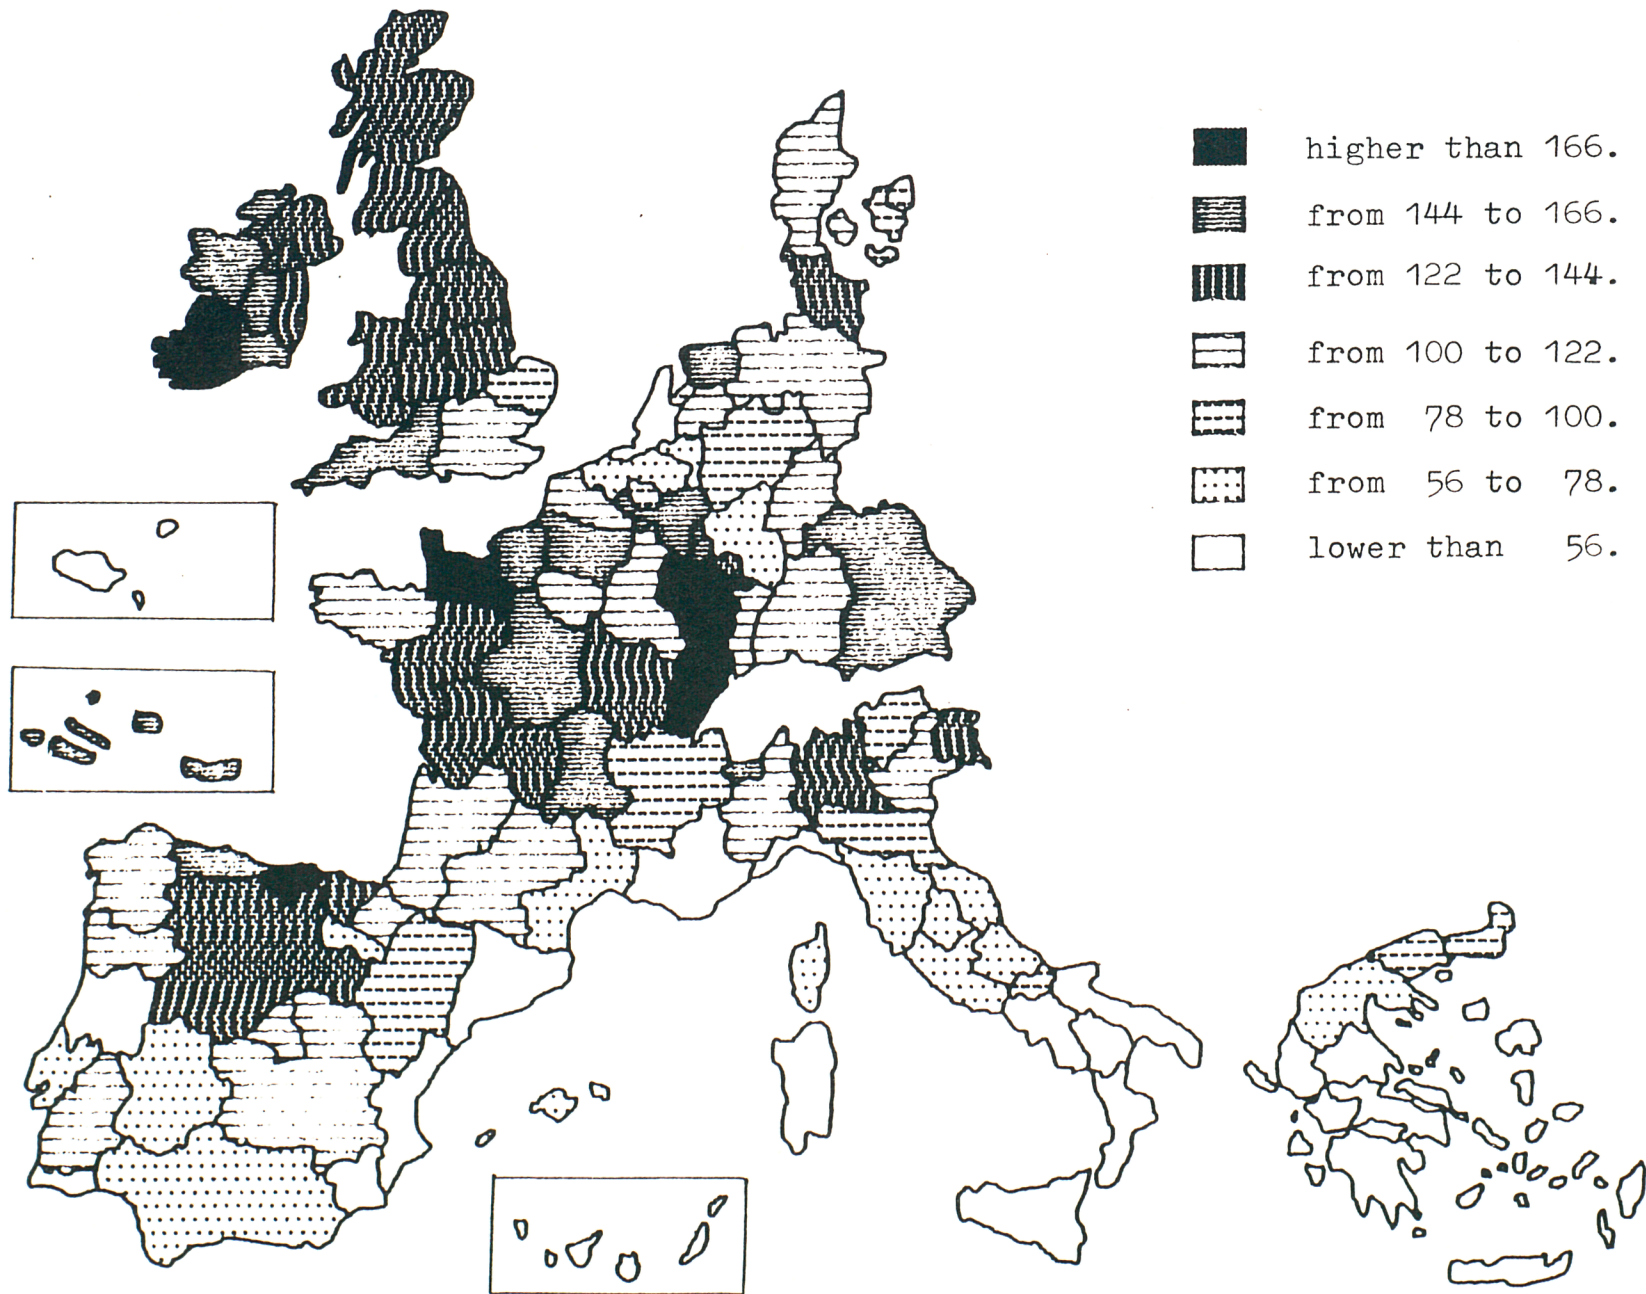 higher than 166.
from 144 to 166.
from 122 to 144.
from 100 to 122.
from 78 to 100.
from 56 to 78.
lower than 56.